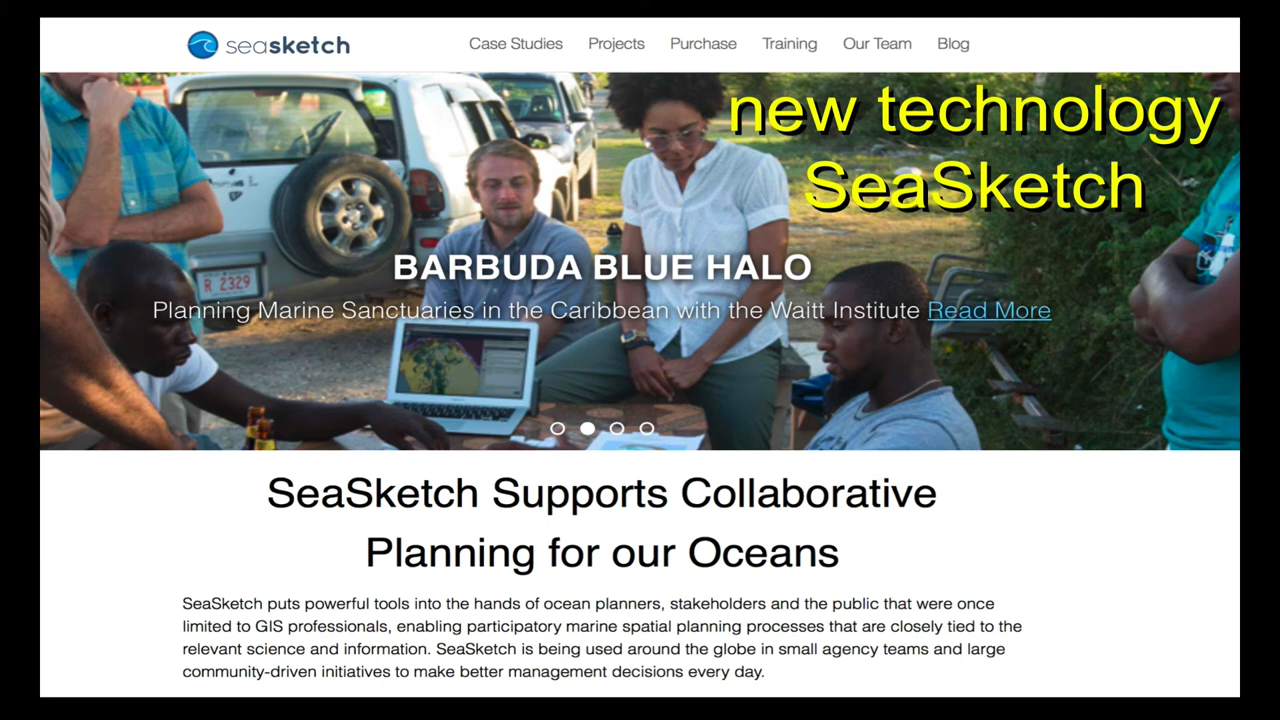 seasketch
Case Studies Projects Purchase Training Our Team Blog
new technology
SeaSketch
R 2329
BARBUDA BLUE HALO
Planning Marine Sanctuaries in the Caribbean with the Waitt Institute Read More
SeaSketch Supports Collaborative
Planning for our Oceans
SeaSketch puts powerful tools into the hands of ocean planners, stakeholders and the public that were once
limited to GIS professionals, enabling participatory marine spatial planning processes that are closely tied to the
relevant science and information. SeaSketch is being used around the globe in small agency teams and large
community-driven initiatives to make better management decisions every day.